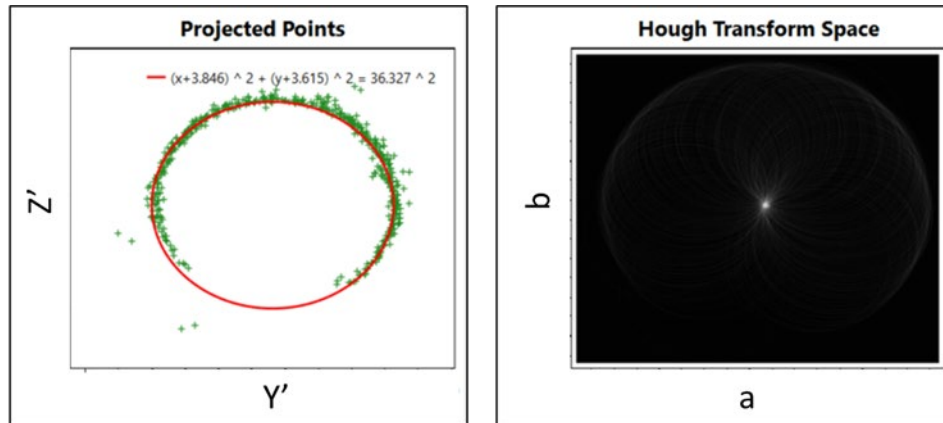 Projected Points
(x+3.846) ^ 2 + (y+3.615) ^ 2 = 36.327 ^ 2
Z'
Y'
Hough Transform Space
b
a